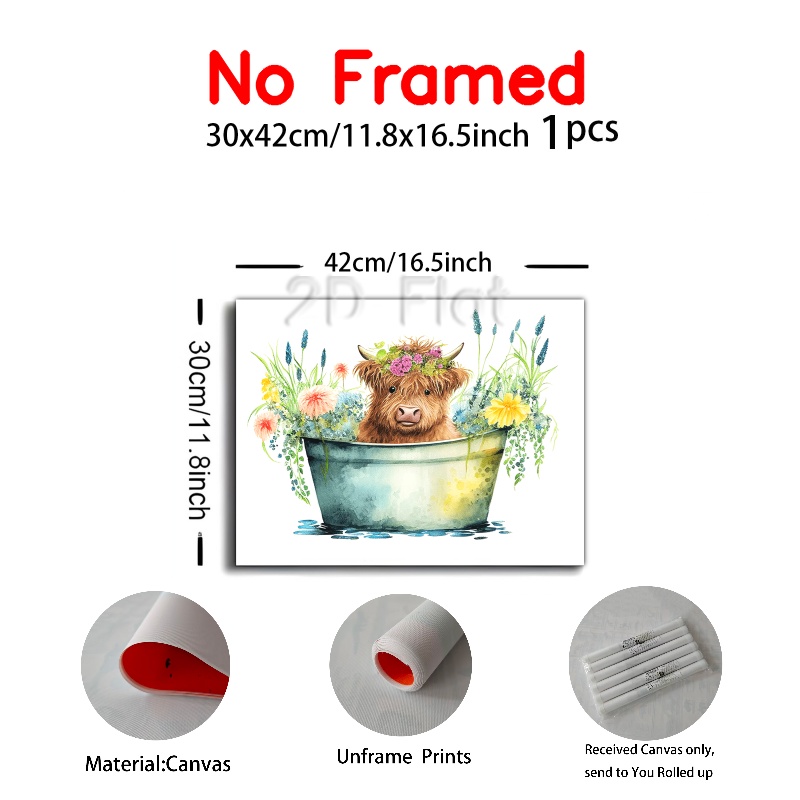 No Framed
30x42cm/11.8x16.5inch 1pcs
42cm/16.5inch
2D Flat
30cm/11.8inch
Material:Canvas
Unframe Prints
Received Canvas only,
send to You Rolled up